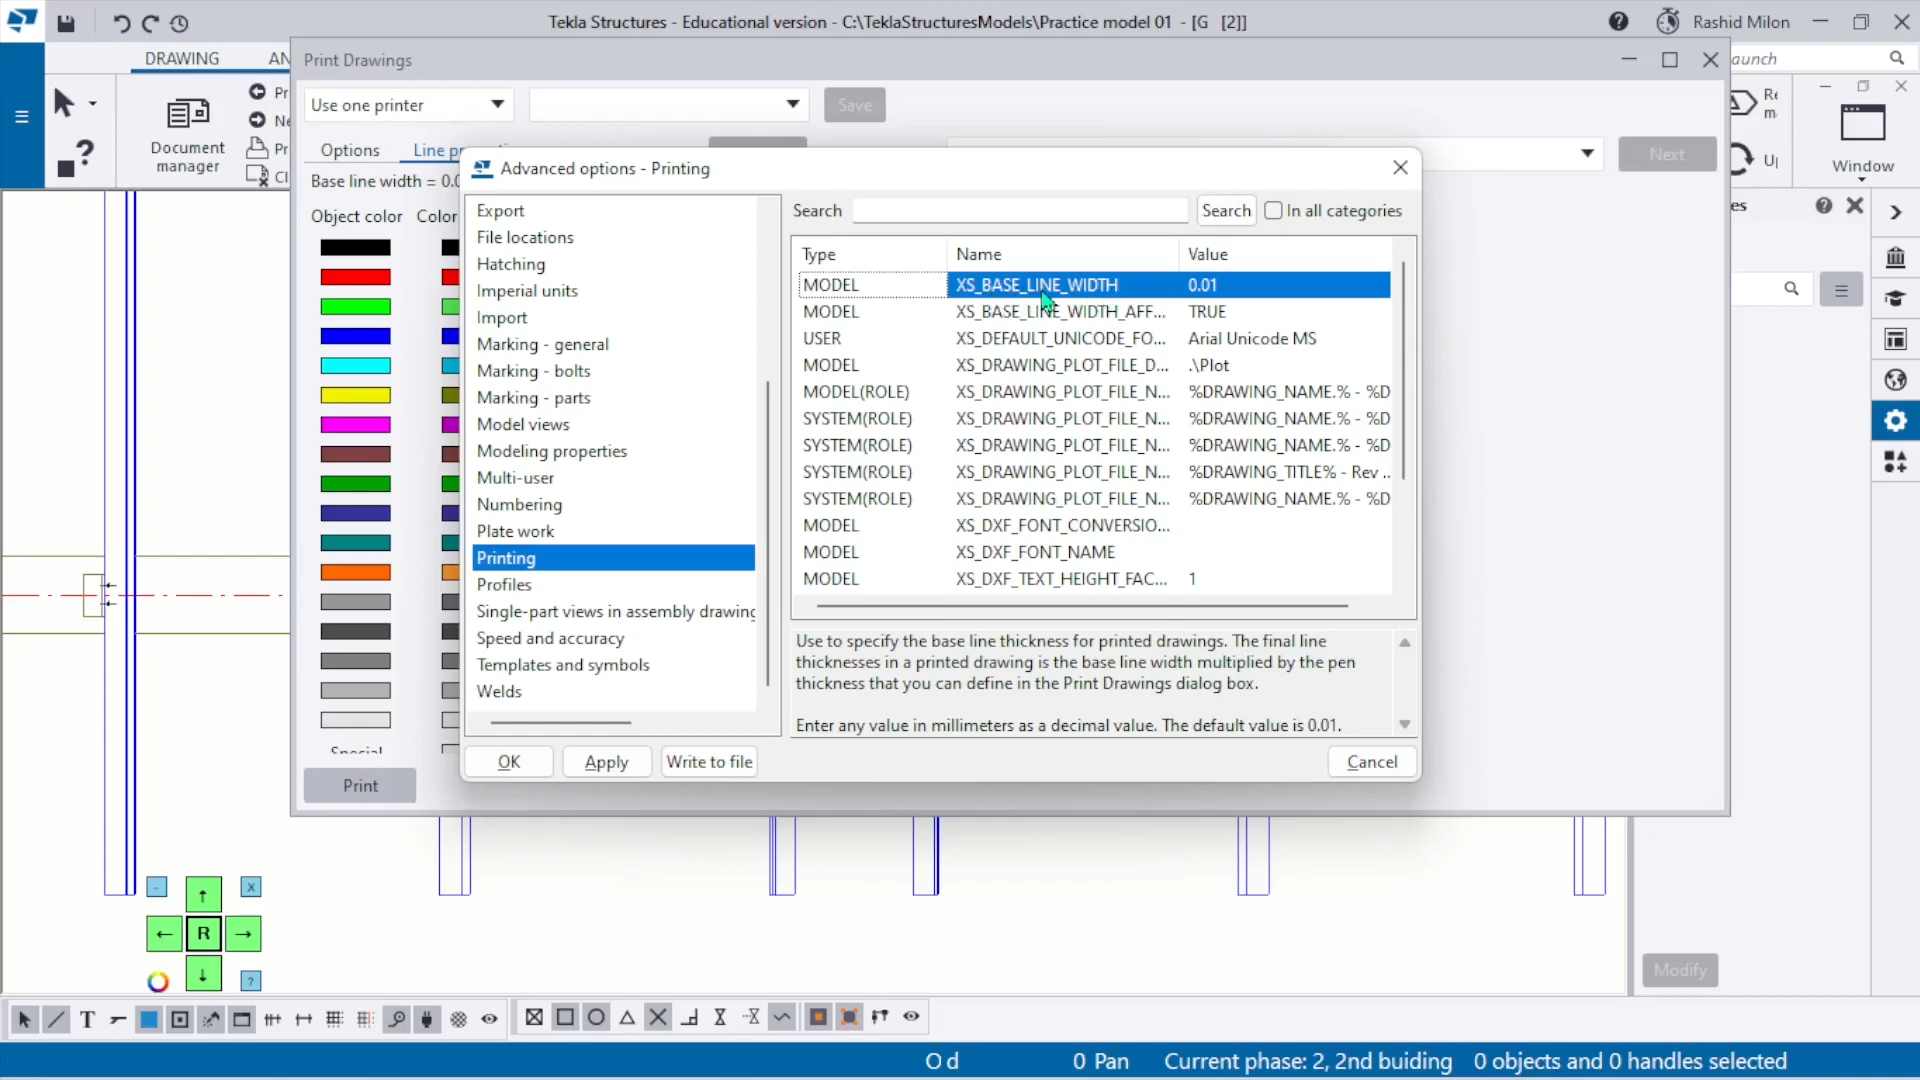 Tekla Structures - Educational version - C:\TeklaStructuresModels\Practice model 01 - [G [2]]
Rashid Milon
DRAWING
AN
Print Drawings
aunch
Document
manager
Pr
Ne
Pr
Cl
Use one printer
Save
Options
Line pr
Next
Base line width = 0.0
Object color
Color
Special
Print
Window
es
Modify
Advanced options - Printing
Export
File locations
Hatching
Imperial units
Import
Marking - general
Marking - bolts
Marking - parts
Model views
Modeling properties
Multi-user
Numbering
Plate work
Printing
Profiles
Single-part views in assembly drawing
Speed and accuracy
Templates and symbols
Welds
Search
Search
In all categories
Type Name Value
MODEL XS_BASE_LINE_WIDTH 0.01
MODEL XS_BASE_LINE_WIDTH_AFF... TRUE
USER XS_DEFAULT_UNICODE_FO... Arial Unicode MS
MODEL XS_DRAWING_PLOT_FILE_D... .\Plot
MODEL(ROLE) XS_DRAWING_PLOT_FILE_N... %DRAWING_NAME.% - %D
SYSTEM(ROLE) XS_DRAWING_PLOT_FILE_N... %DRAWING_NAME.% - %D
SYSTEM(ROLE) XS_DRAWING_PLOT_FILE_N... %DRAWING_NAME.% - %D
SYSTEM(ROLE) XS_DRAWING_PLOT_FILE_N... %DRAWING_TITLE% - Rev ..
SYSTEM(ROLE) XS_DRAWING_PLOT_FILE_N... %DRAWING_NAME.% - %D
MODEL XS_DXF_FONT_CONVERSIO...
MODEL XS_DXF_FONT_NAME
MODEL XS_DXF_TEXT_HEIGHT_FAC... 1
Use to specify the base line thickness for printed drawings. The final line
thicknesses in a printed drawing is the base line width multiplied by the pen
thickness that you can define in the Print Drawings dialog box.
Enter any value in millimeters as a decimal value. The default value is 0.01.
OK
Apply
Write to file
Cancel
R
O d
0 Pan
Current phase: 2, 2nd buiding
0 objects and 0 handles selected